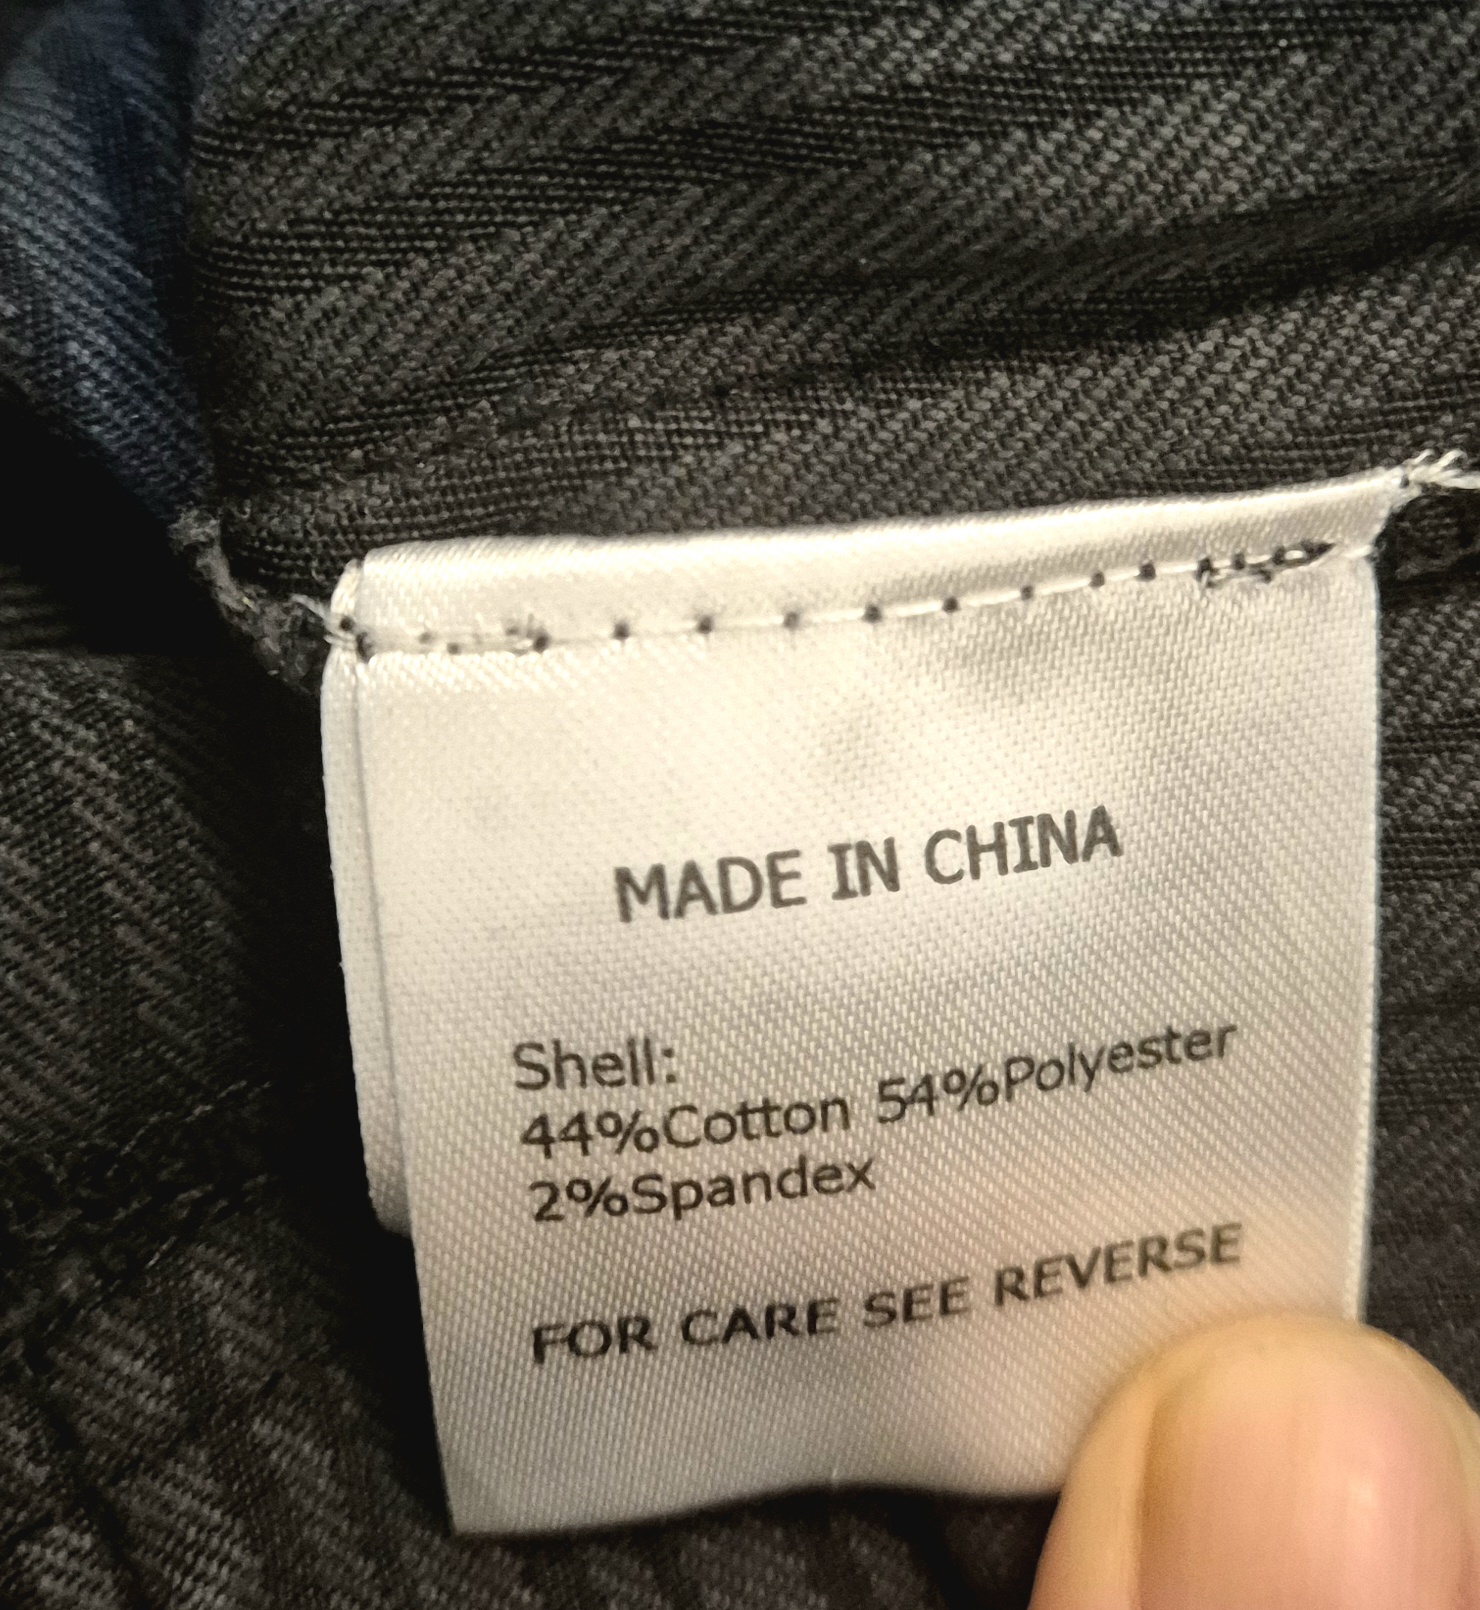 MADE IN CHINA
Shell:
44%Cotton 54%Polyester
2%Spandex
FOR CARE SEE REVERSE